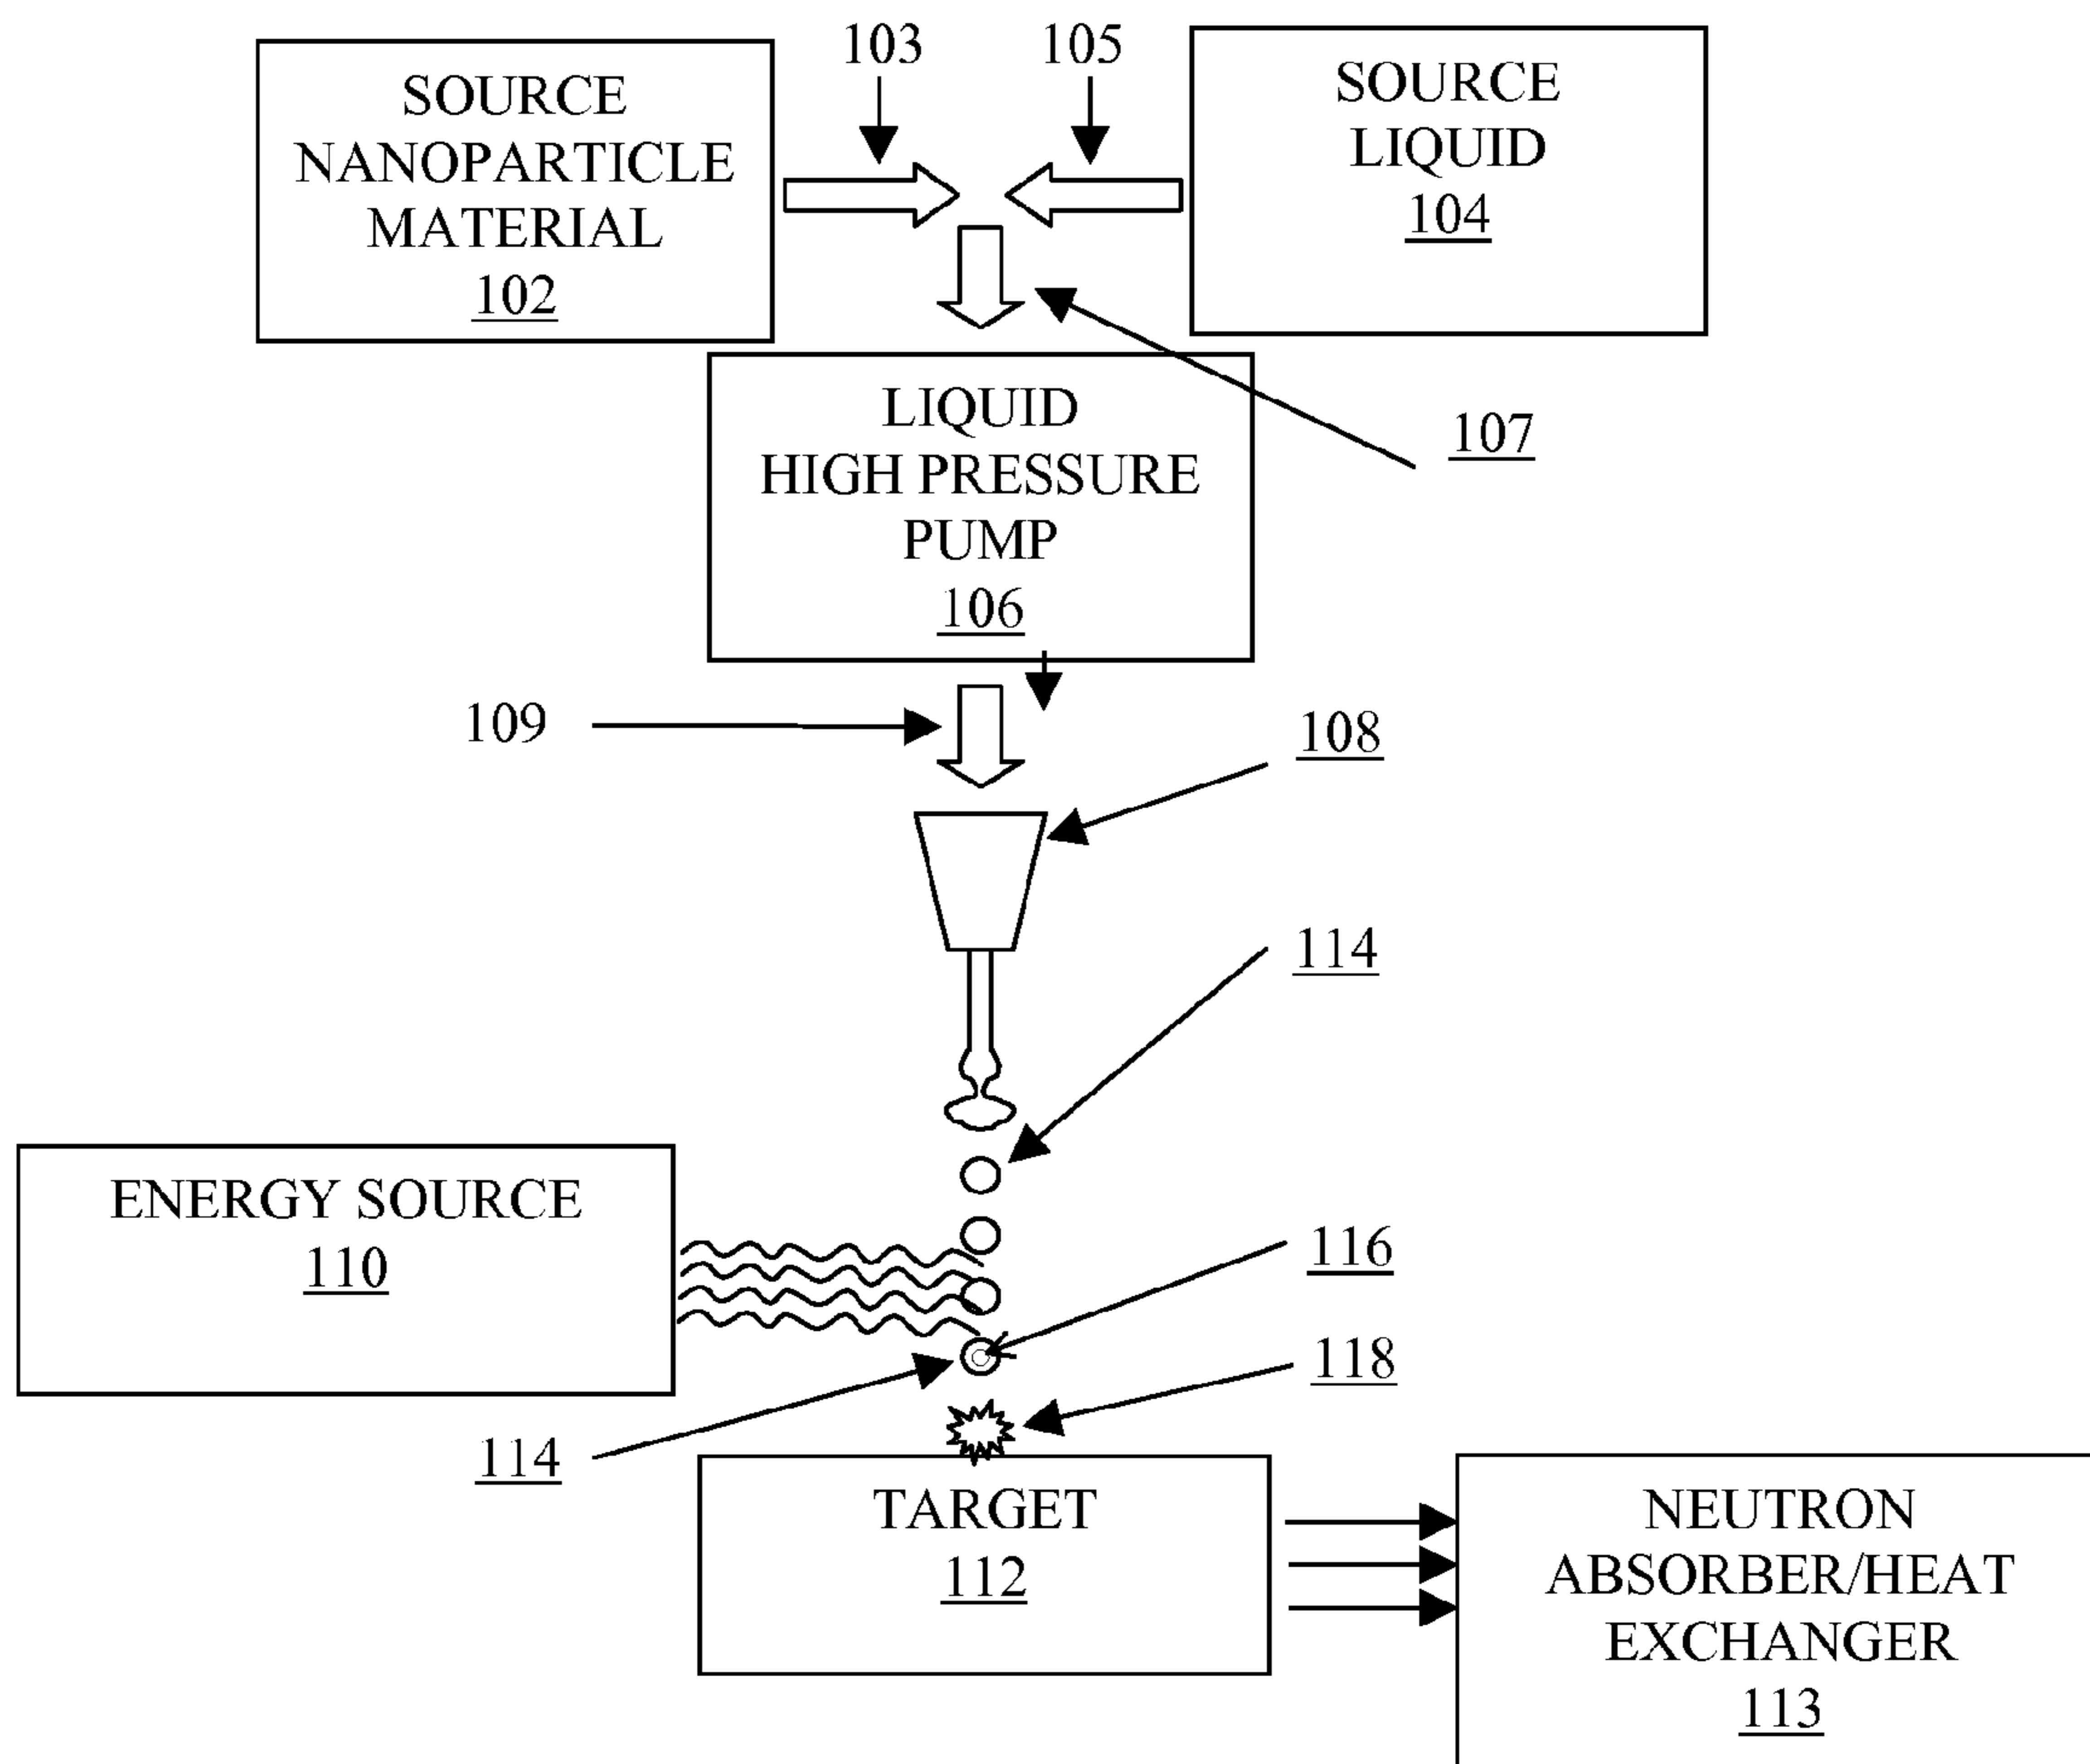 103
105
SOURCE
NANOPARTICLE
MATERIAL
102
SOURCE
LIQUID
104
LIQUID
HIGH PRESSURE
PUMP
106
107
109
108
114
ENERGY SOURCE
110
116
118
114
TARGET
112
NEUTRON
ABSORBER/HEAT
EXCHANGER
113